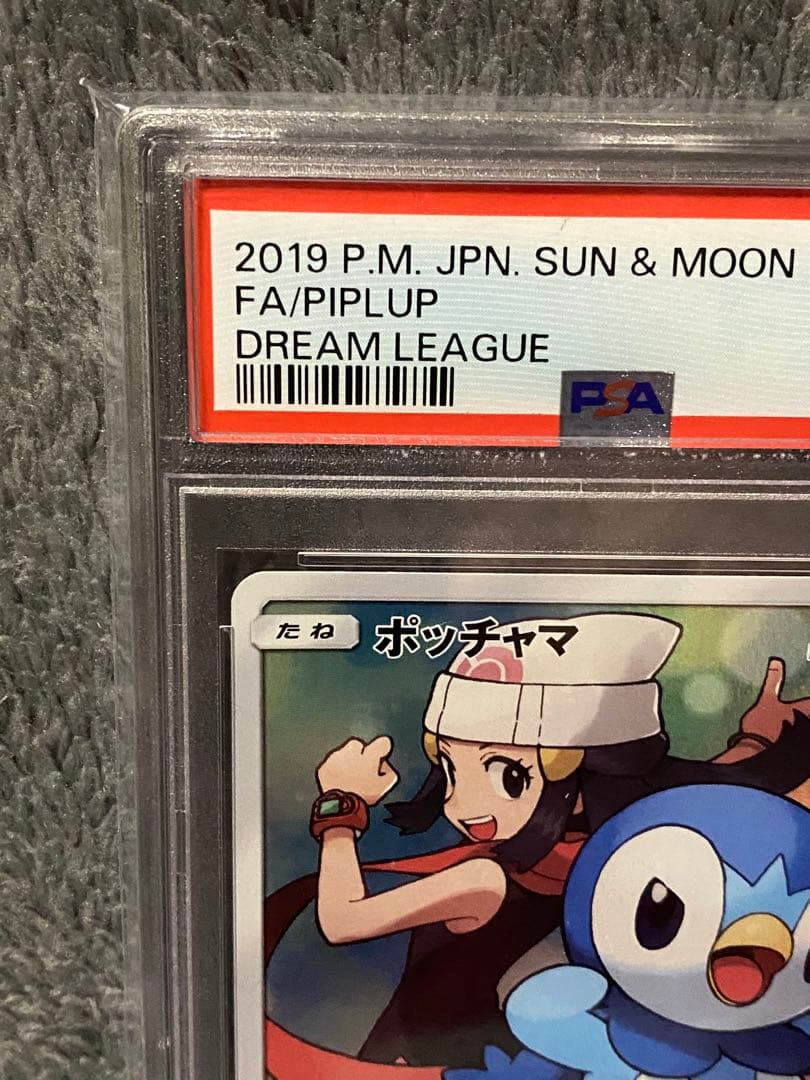 2019 P.M. JPN. SUN & MOON
FA/PIPLUP
DREAM LEAGUE
PSA
たね ポッチャマ